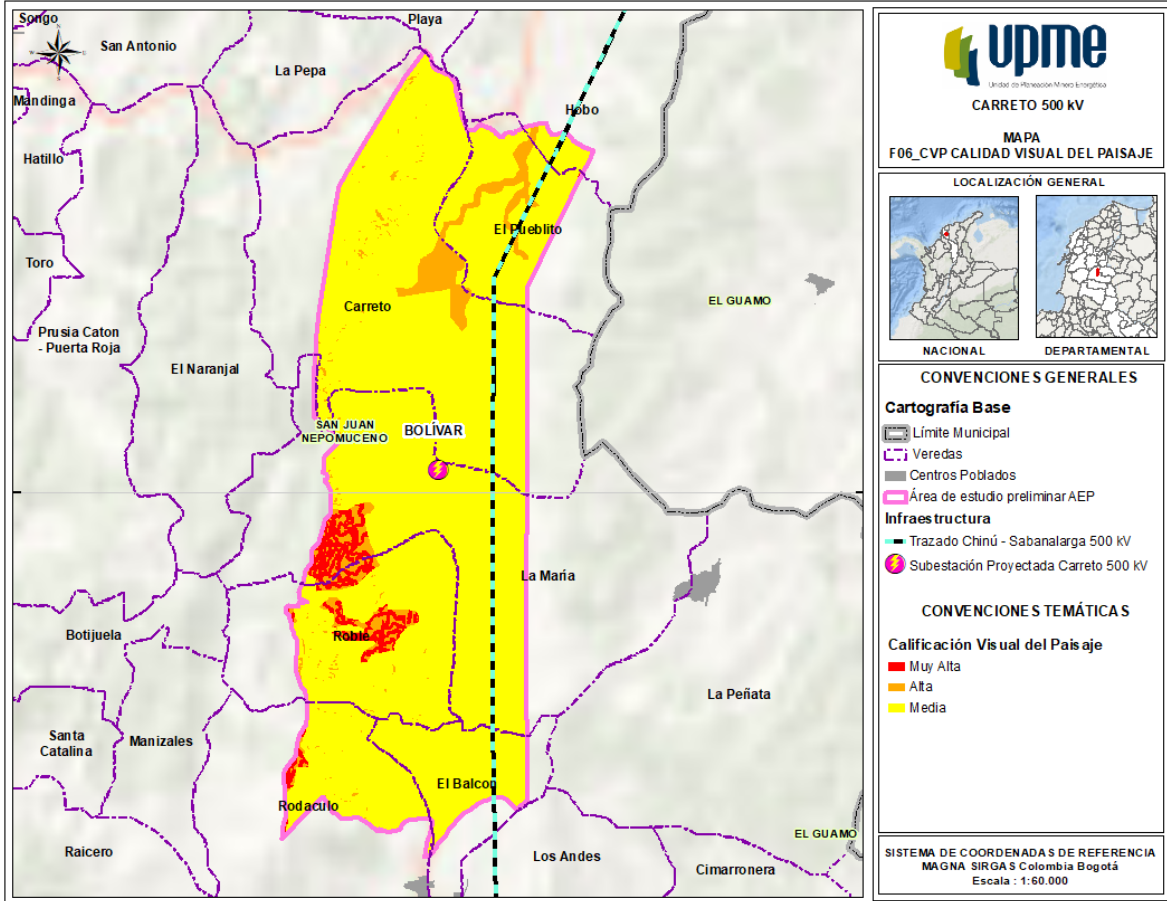 Songo
San Antonio
Playa
La Pepa
Mandinga
Hobo
Hatillo
El Pueblito
Toro
Carreto
EL GUAMO
Prusia Caton
- Puerta Roja
El Naranjal
SAN JUAN
NEPOMUCENO
BOLÍVAR
La María
Botijuela
Roble
La Peñata
Santa
Catalina
Manizales
El Balcon
Rodaculo
EL GUAMO
Raicero
Los Andes
Cimarronera
upme
Unidad de Planeación Minero Energética
CARRETO 500 kV
MAPA
F06_CVP CALIDAD VISUAL DEL PAISAJE
LOCALIZACIÓN GENERAL
NACIONAL
DEPARTAMENTAL
CONVENCIONES GENERALES
Cartografía Base
Límite Municipal
Veredas
Centros Poblados
Área de estudio preliminar AEP
Infraestructura
Trazado Chinú - Sabanalarga 500 kV
Subestación Proyectada Carreto 500 kV
CONVENCIONES TEMÁTICAS
Calificación Visual del Paisaje
Muy Alta
Alta
Media
SISTEMA DE COORDENADAS DE REFERENCIA
MAGNA SIRGAS Colombia Bogotá
Escala : 1:60.000